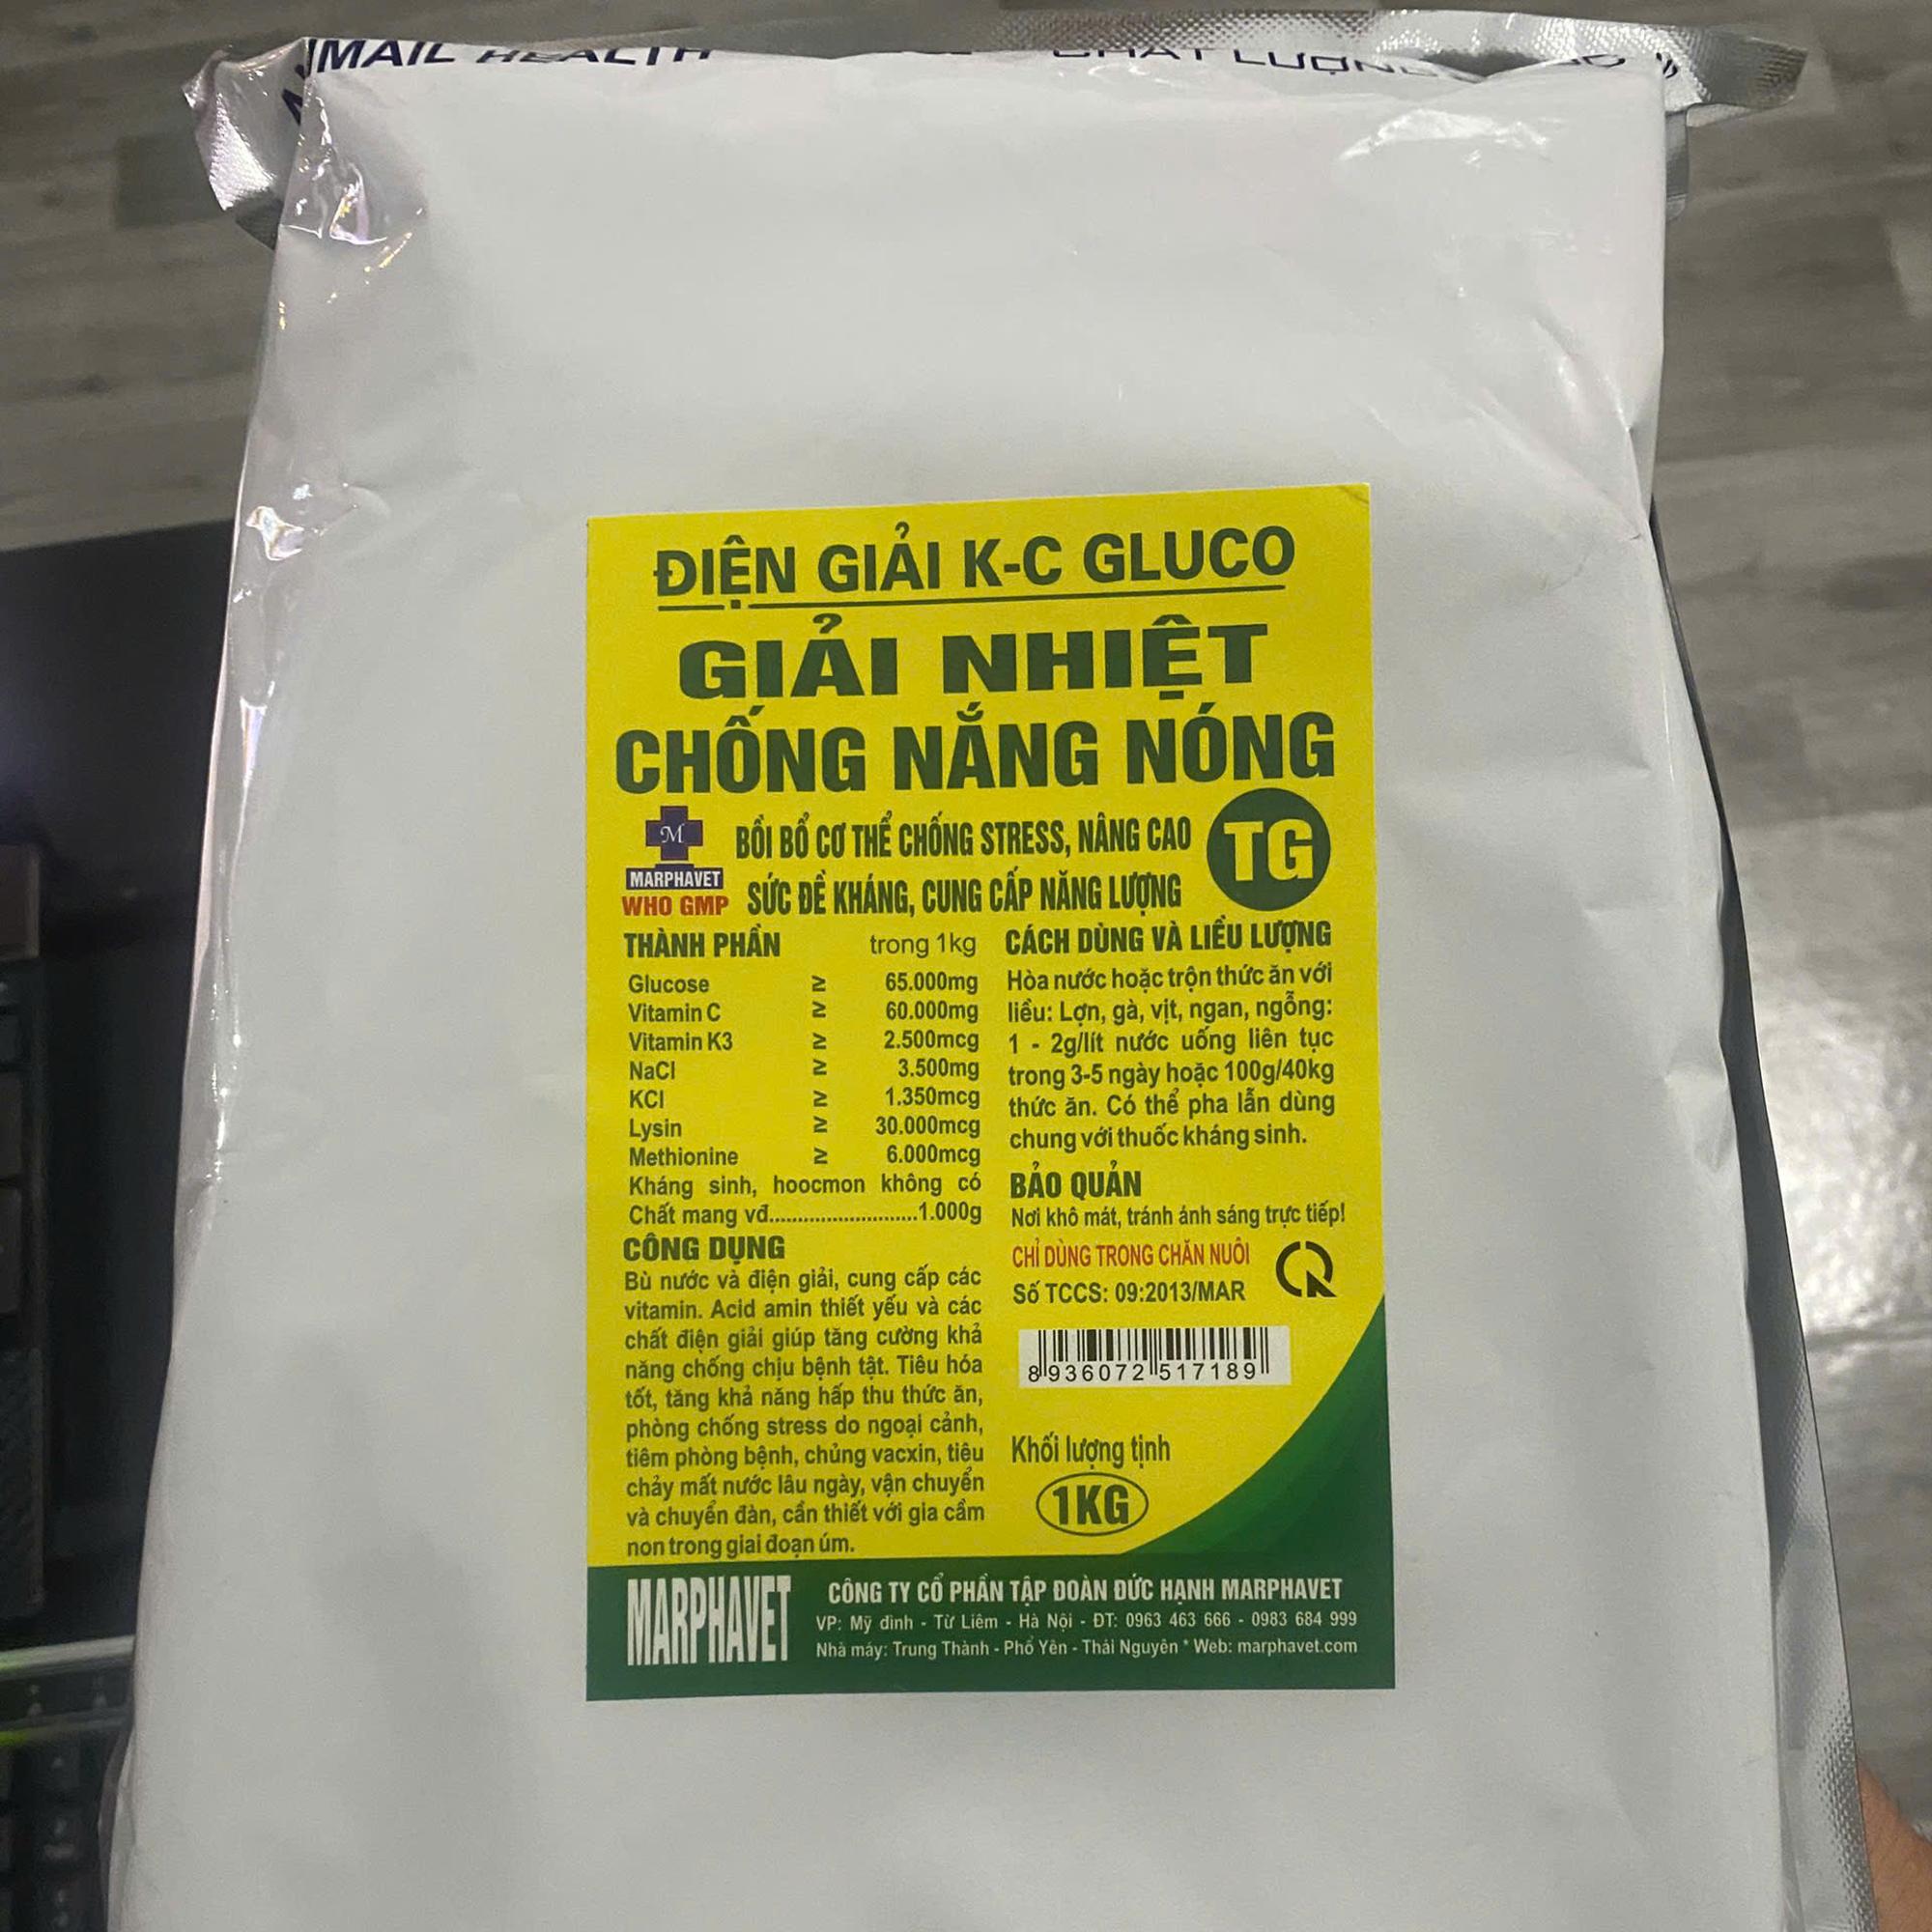 HEALTH
CHẤT LƯỢNG
ĐIỆN GIẢI K-C GLUCO
GIẢI NHIỆT
CHỐNG NẮNG NÓNG
M
MARPHAVET
WHO GMP
BỒI BỔ CƠ THỂ CHỐNG STRESS, NÂNG CAO
SỨC ĐỀ KHÁNG, CUNG CẤP NĂNG LƯỢNG
TG
THÀNH PHẦN trong 1kg
Glucose ≥ 65.000mg
Vitamin C ≥ 60.000mg
Vitamin K3 ≥ 2.500mcg
NaCl ≥ 3.500mg
KCl ≥ 1.350mcg
Lysin ≥ 30.000mcg
Methionine ≥ 6.000mcg
Kháng sinh, hoocmon không có
Chất mang vđ..........................1.000g
CÔNG DỤNG
Bù nước và điện giải, cung cấp các
vitamin. Acid amin thiết yếu và các
chất điện giải giúp tăng cường khả
năng chống chịu bệnh tật. Tiêu hóa
tốt, tăng khả năng hấp thu thức ăn,
phòng chống stress do ngoại cảnh,
tiêm phòng bệnh, chủng vacxin, tiêu
chảy mất nước lâu ngày, vận chuyển
và chuyển đàn, cần thiết với gia cầm
non trong giai đoạn úm.
CÁCH DÙNG VÀ LIỀU LƯỢNG
Hòa nước hoặc trộn thức ăn với
liều: Lợn, gà, vịt, ngan, ngỗng:
1 - 2g/lít nước uống liên tục
trong 3-5 ngày hoặc 100g/40kg
thức ăn. Có thể pha lẫn dùng
chung với thuốc kháng sinh.
BẢO QUẢN
Nơi khô mát, tránh ánh sáng trực tiếp!
CHỈ DÙNG TRONG CHĂN NUÔI
Số TCCS: 09:2013/MAR
8 936072 517189
Khối lượng tịnh
1KG
MARPHAVET
CÔNG TY CỔ PHẦN TẬP ĐOÀN ĐỨC HẠNH MARPHAVET
VP: Mỹ đình - Từ Liêm - Hà Nội - ĐT: 0963 463 666 - 0983 684 999
Nhà máy: Trung Thành - Phổ Yên - Thái Nguyên * Web: marphavet.com